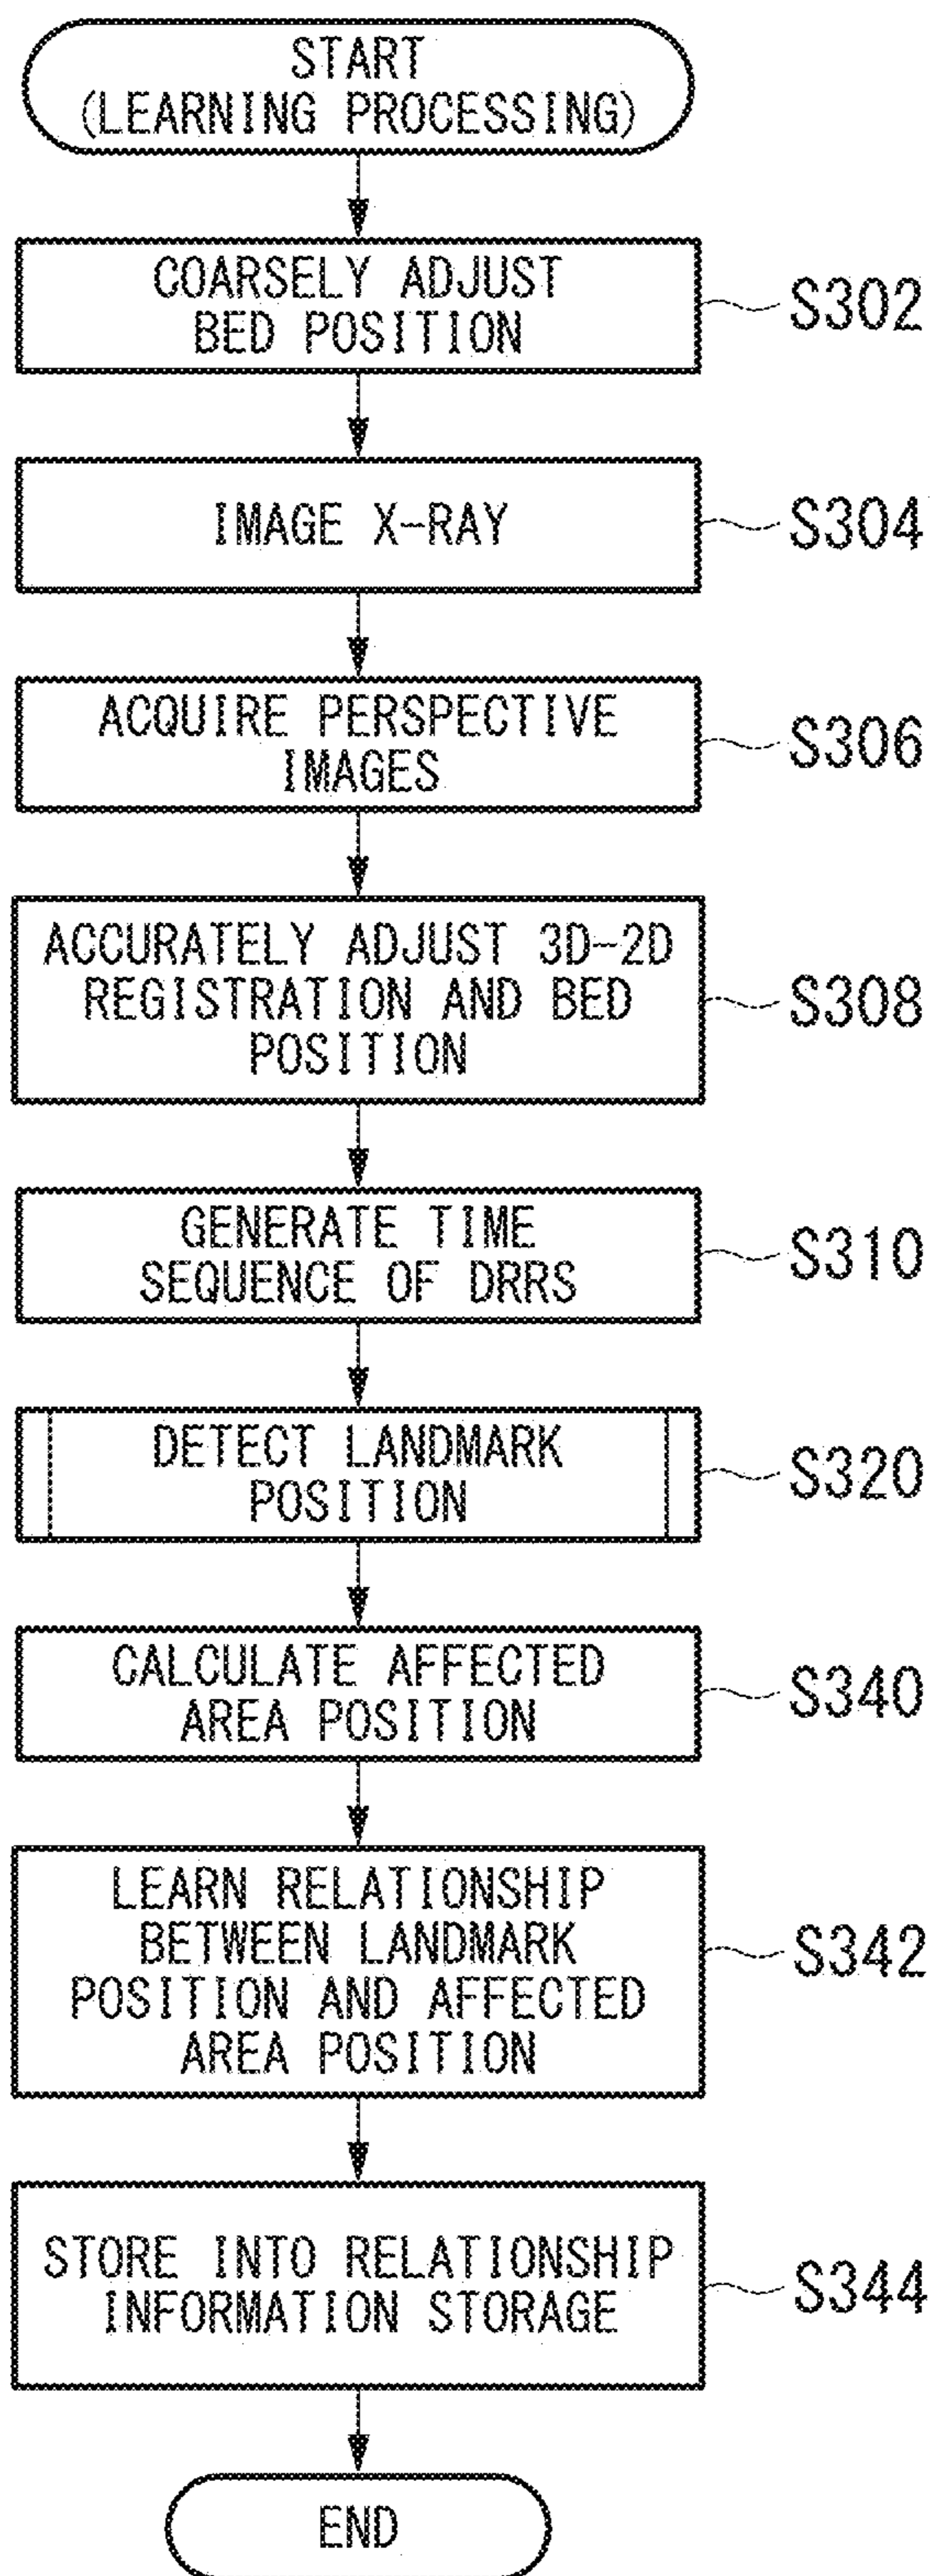 START
(LEARNING PROCESSING)
COARSELY ADJUST
BED POSITION
S302
IMAGE X-RAY
S304
ACQUIRE PERSPECTIVE
IMAGES
S306
ACCURATELY ADJUST 3D-2D
REGISTRATION AND BED
POSITION
S308
GENERATE TIME
SEQUENCE OF DRRS
S310
DETECT LANDMARK
POSITION
S320
CALCULATE AFFECTED
AREA POSITION
S340
LEARN RELATIONSHIP
BETWEEN LANDMARK
POSITION AND AFFECTED
AREA POSITION
S342
STORE INTO RELATIONSHIP
INFORMATION STORAGE
S344
END